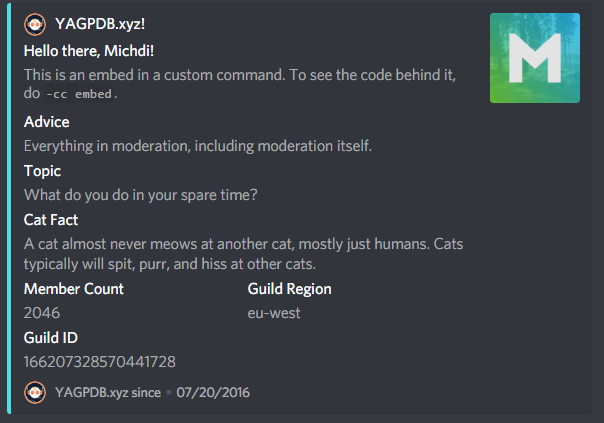 YAGPDB.xyz!
Hello there, Michdi!
M
This is an embed in a custom command. To see the code behind it,
do -cc embed.
Advice
Everything in moderation, including moderation itself.
Topic
What do you do in your spare time?
Cat Fact
A cat almost never meows at another cat, mostly just humans. Cats
typically will spit, purr, and hiss at other cats.
Member Count Guild Region
2046 eu-west
Guild ID
166207328570441728
YAGPDB.xyz since • 07/20/2016